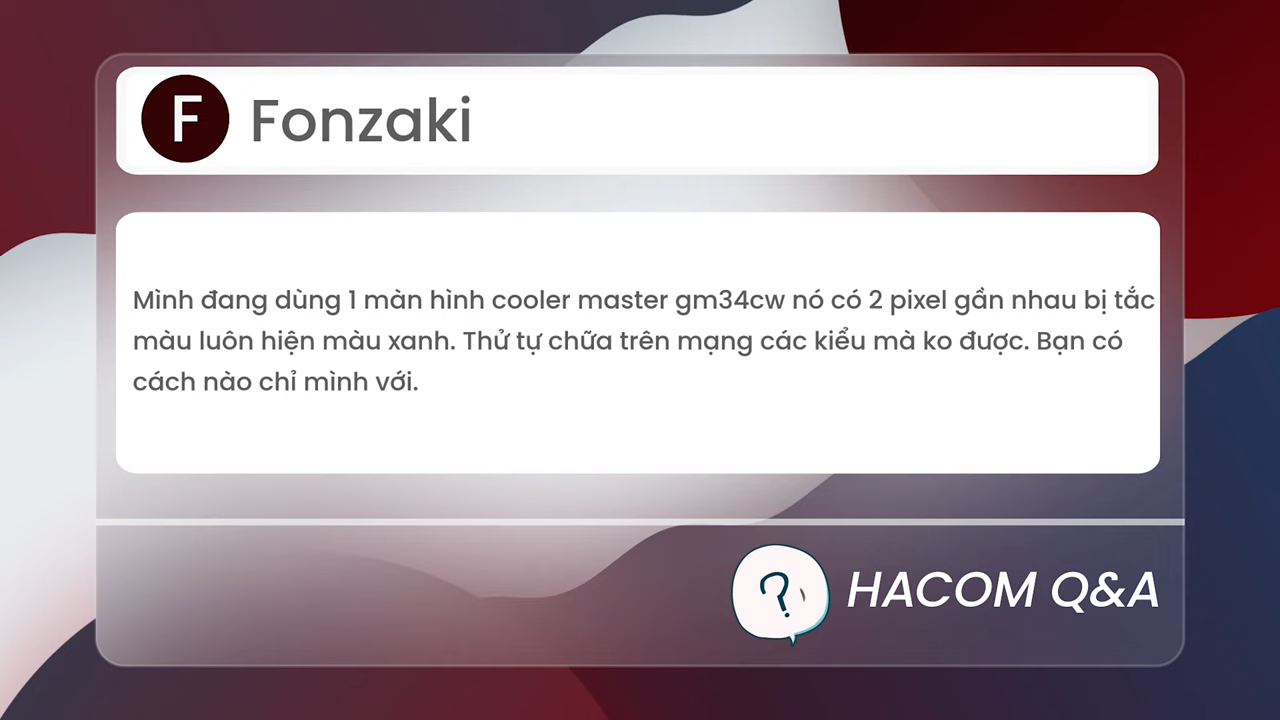 F Fonzaki
Mình đang dùng 1 màn hình cooler master gm34cw nó có 2 pixel gần nhau bị tắc
màu luôn hiện màu xanh. Thử tự chữa trên mạng các kiểu mà ko được. Bạn có
cách nào chỉ mình với.
? HACOM Q&A